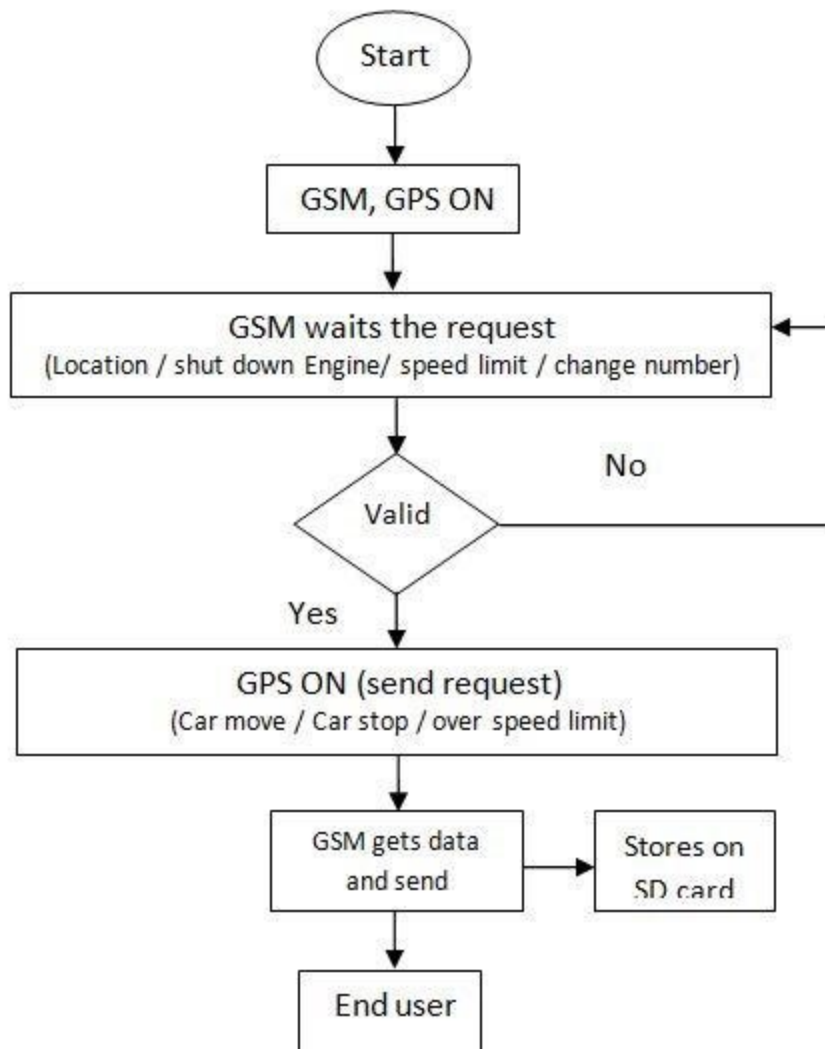 Start
GSM, GPS ON
GSM waits the request
(Location / shut down Engine/ speed limit / change number)
No
Valid
Yes
GPS ON (send request)
(Car move / Car stop / over speed limit)
GSM gets data
and send
Stores on
SD card
End user